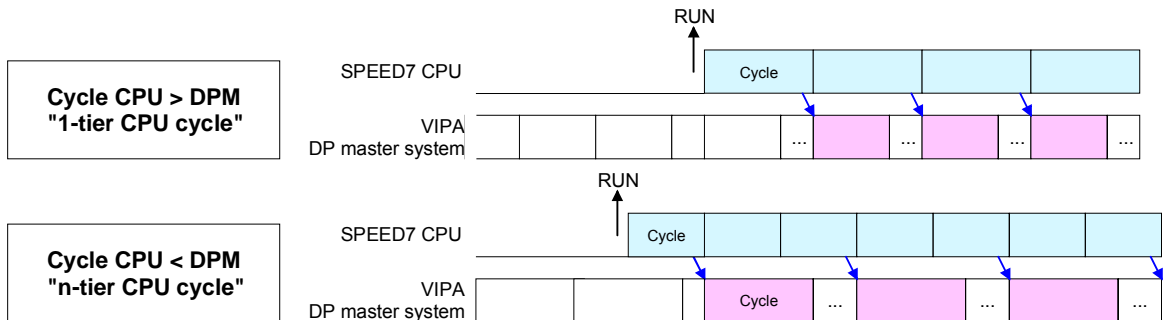 RUN
Cycle CPU > DPM
"1-tier CPU cycle"
SPEED7 CPU
Cycle
VIPA
DP master system
... ... ... ...
RUN
Cycle CPU < DPM
"n-tier CPU cycle"
SPEED7 CPU
Cycle
VIPA
DP master system
Cycle ... ... ...